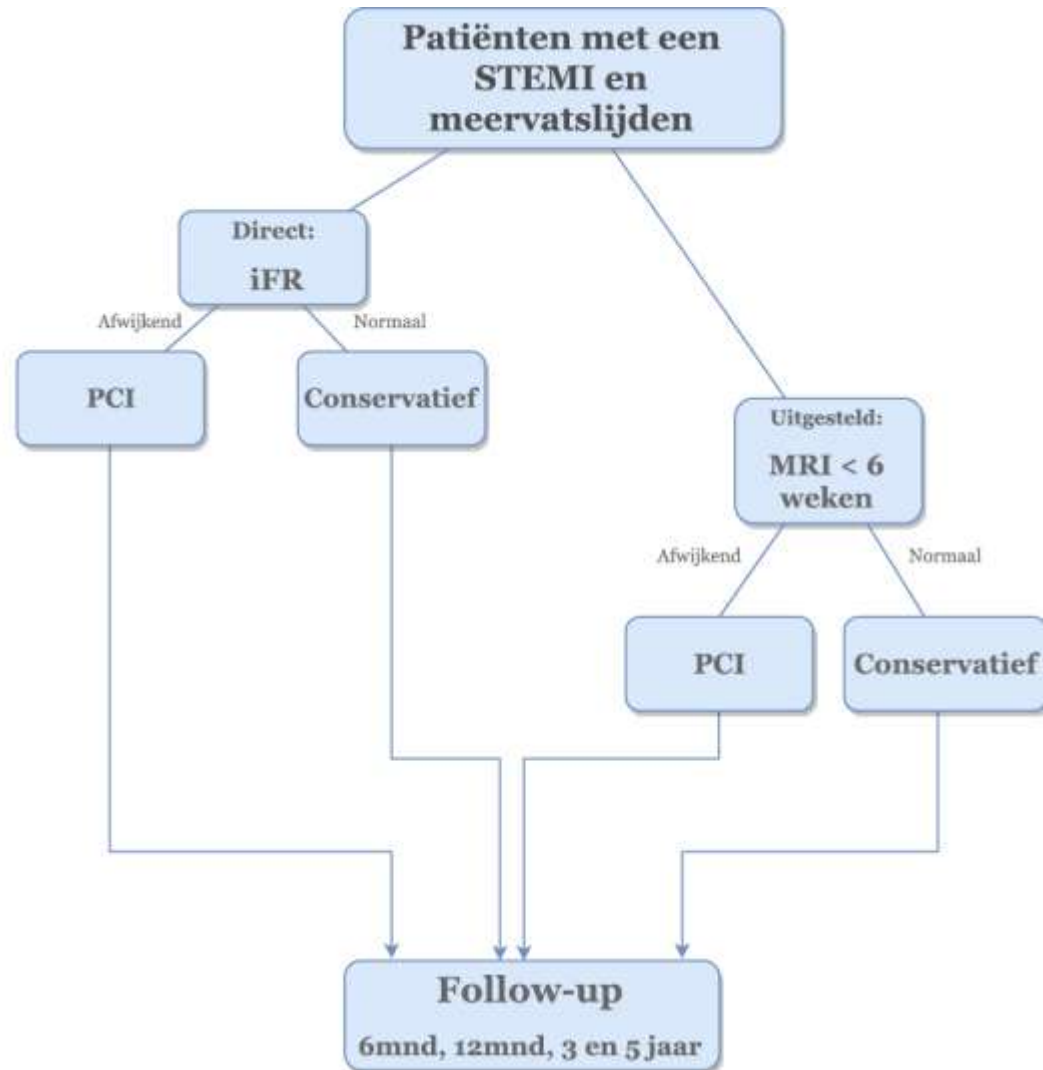 Patiënten met een
STEMI en
meervatslijden
Direct:
iFR
Afwijkend
Normaal
PCI
Conservatief
Uitgesteld:
MRI < 6
weken
Afwijkend
Normaal
PCI
Conservatief
Follow-up
6mnd, 12mnd, 3 en 5 jaar